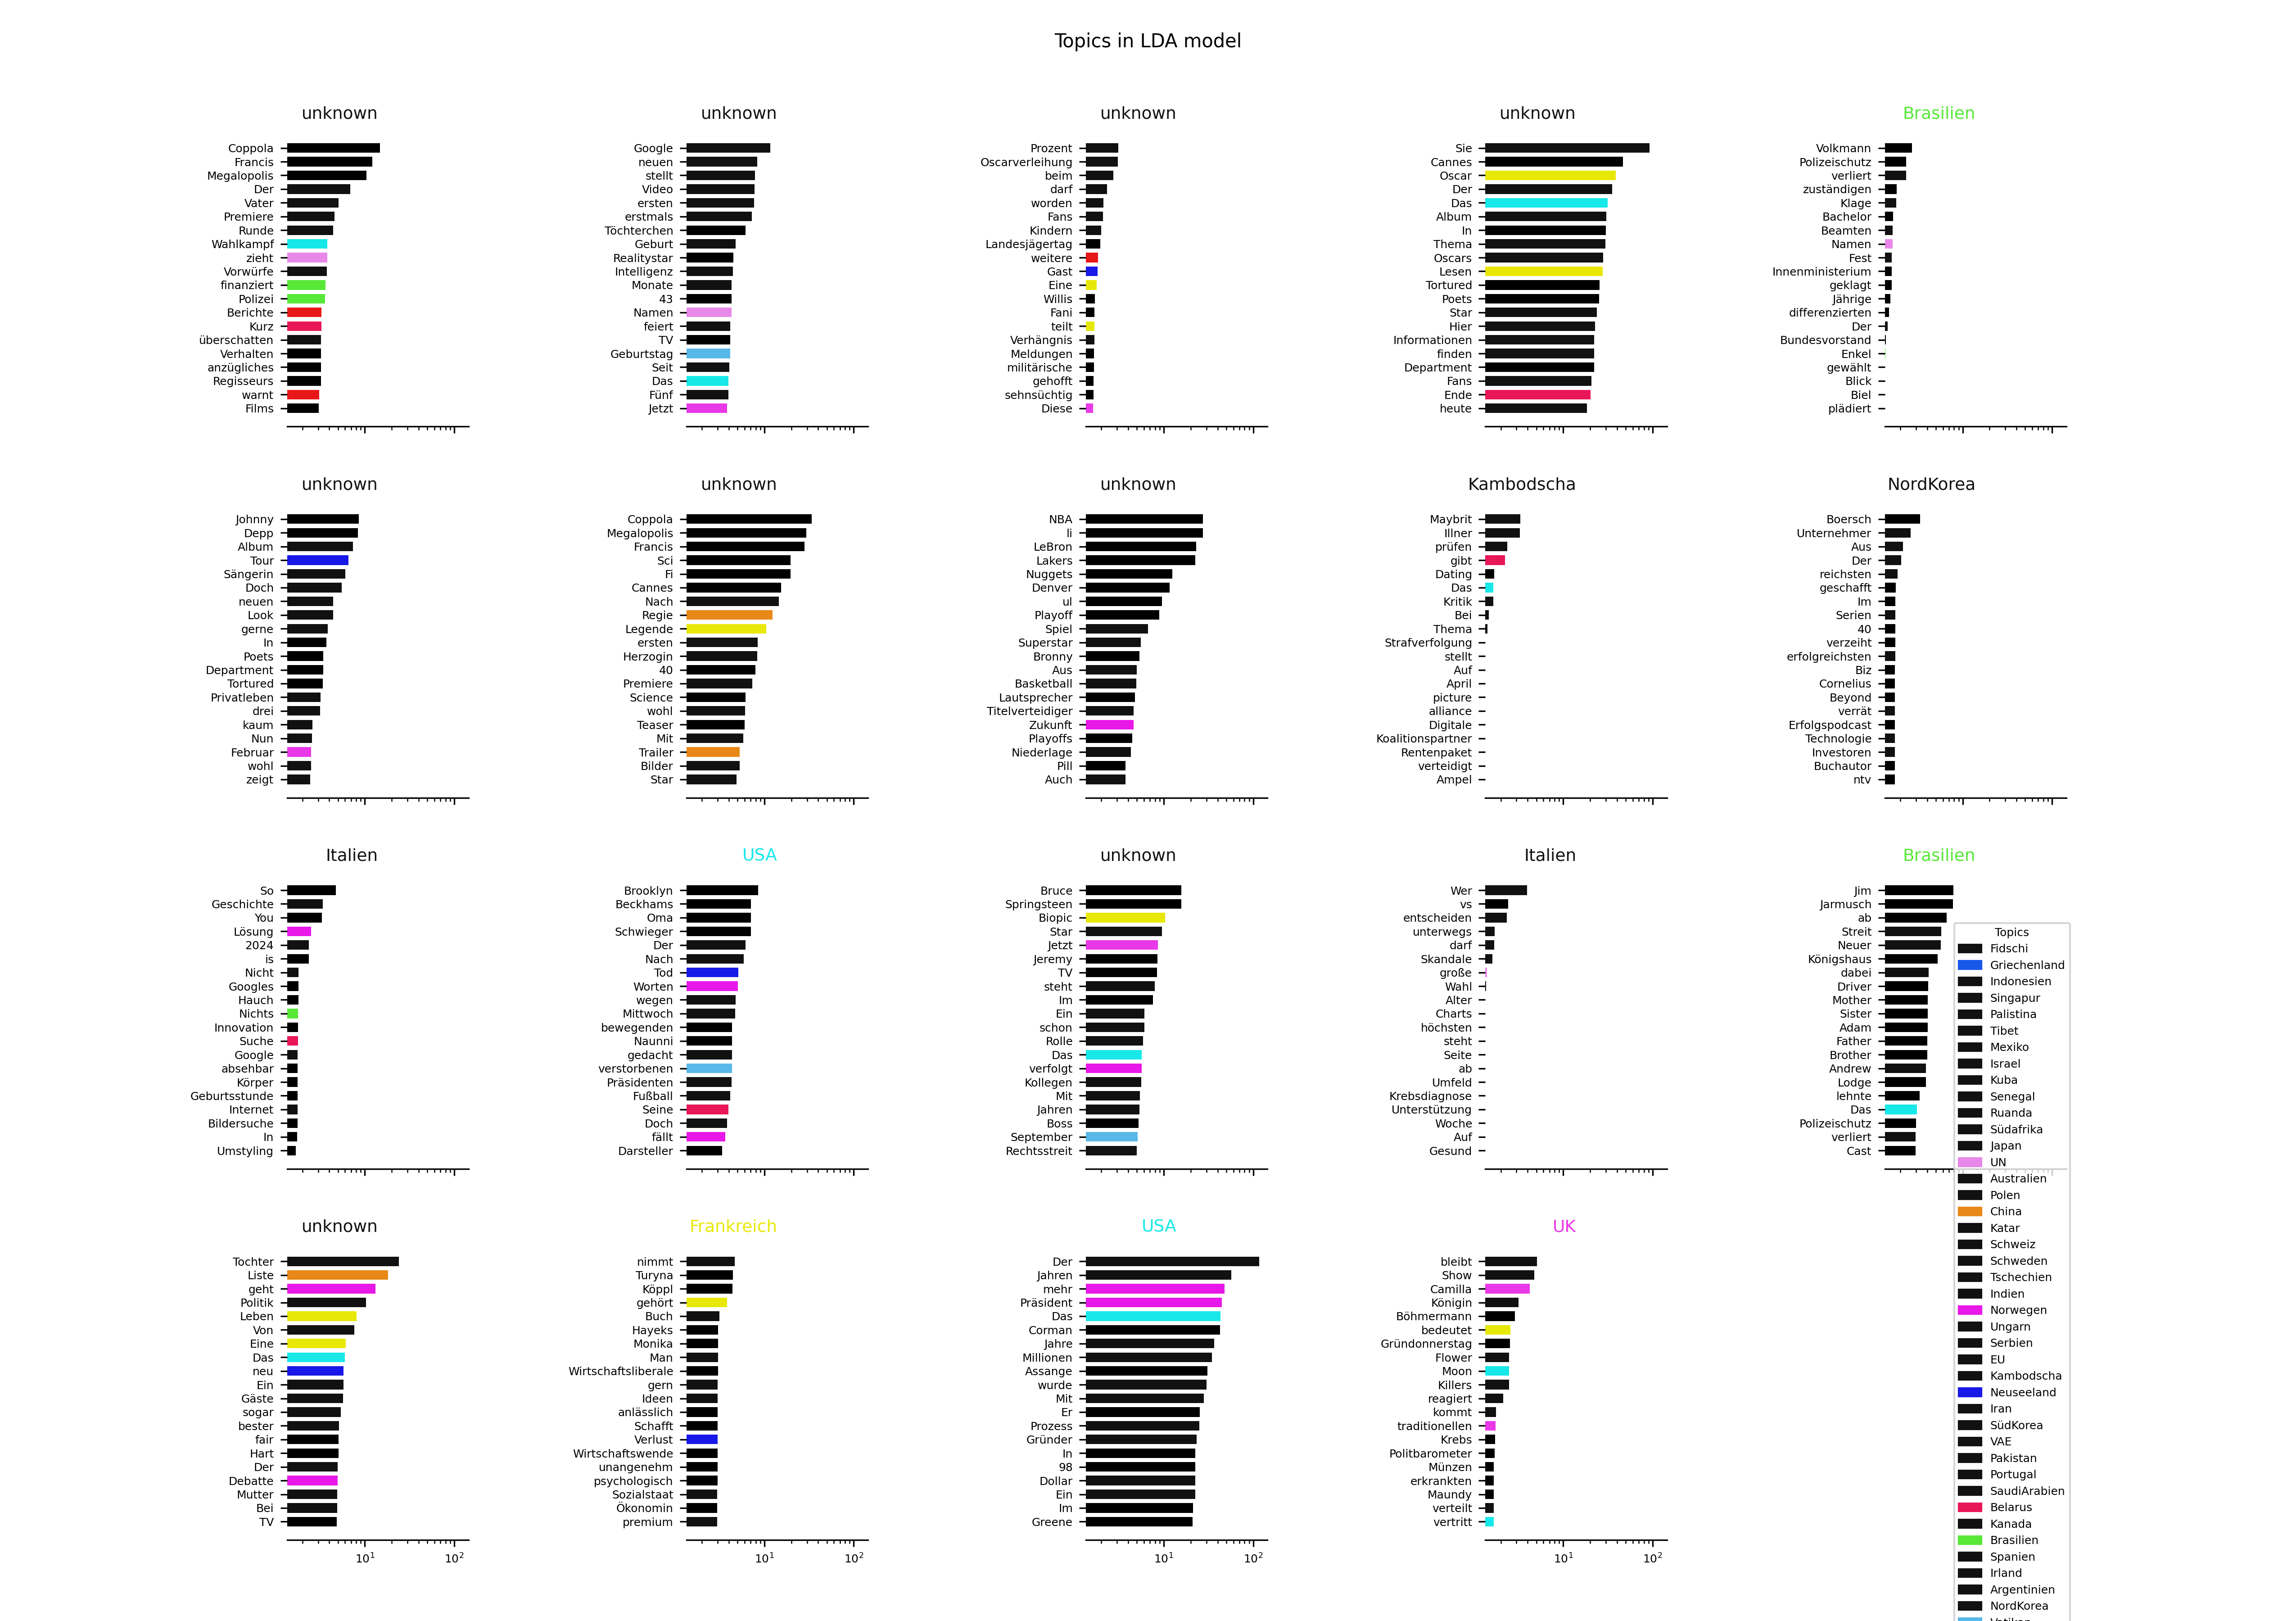 Topics in LDA model
unknown
Coppola
Francis
Megalopolis
Der
Vater
Premiere
Runde
Wahlkampf
zieht
Vorwürfe
finanziert
Polizei
Berichte
Kurz
überschatten
Verhalten
anzügliches
Regisseurs
warnt
Films
unknown
Google
neuen
stellt
Video
ersten
erstmals
Töchterchen
Geburt
Realitystar
Intelligenz
Monate
43
Namen
feiert
TV
Geburtstag
Seit
Das
Fünf
Jetzt
unknown
Prozent
Oscarverleihung
beim
darf
worden
Fans
Kindern
Landesjägertag
weitere
Gast
Eine
Willis
Fani
teilt
Verhängnis
Meldungen
militärische
gehofft
sehnsüchtig
Diese
unknown
Sie
Cannes
Oscar
Der
Das
Album
In
Thema
Oscars
Lesen
Tortured
Poets
Star
Hier
Informationen
finden
Department
Fans
Ende
heute
Brasilien
Volkmann
Polizeischutz
verliert
zuständigen
Klage
Bachelor
Beamten
Namen
Fest
Innenministerium
geklagt
Jährige
differenzierten
Der
Bundesvorstand
Enkel
gewählt
Blick
Biel
plädiert
unknown
Johnny
Depp
Album
Tour
Sängerin
Doch
neuen
Look
gerne
In
Poets
Department
Tortured
Privatleben
drei
kaum
Nun
Februar
wohl
zeigt
unknown
Coppola
Megalopolis
Francis
Sci
Fi
Cannes
Nach
Regie
Legende
ersten
Herzogin
40
Premiere
Science
wohl
Teaser
Mit
Trailer
Bilder
Star
unknown
NBA
li
LeBron
Lakers
Nuggets
Denver
ul
Playoff
Spiel
Superstar
Bronny
Aus
Basketball
Lautsprecher
Titelverteidiger
Zukunft
Playoffs
Niederlage
Pill
Auch
Kambodscha
Maybrit
Illner
prüfen
gibt
Dating
Das
Kritik
Bei
Thema
Strafverfolgung
stellt
Auf
April
picture
alliance
Digitale
Koalitionspartner
Rentenpaket
verteidigt
Ampel
NordKorea
Boersch
Unternehmer
Aus
Der
reichsten
geschafft
Im
Serien
40
verzeiht
erfolgreichsten
Biz
Cornelius
Beyond
verrät
Erfolgspodcast
Technologie
Investoren
Buchautor
ntv
Italien
So
Geschichte
You
Lösung
2024
is
Nicht
Googles
Hauch
Nichts
Innovation
Suche
Google
absehbar
Körper
Geburtsstunde
Internet
Bildersuche
In
Umstyling
USA
Brooklyn
Beckhams
Oma
Schwieger
Der
Nach
Tod
Worten
wegen
Mittwoch
bewegenden
Naunni
gedacht
verstorbenen
Präsidenten
Fußball
Seine
Doch
fällt
Darsteller
unknown
Bruce
Springsteen
Biopic
Star
Jetzt
Jeremy
TV
steht
Im
Ein
schon
Rolle
Das
verfolgt
Kollegen
Mit
Jahren
Boss
September
Rechtsstreit
Italien
Wer
vs
entscheiden
unterwegs
darf
Skandale
große
Wahl
Alter
Charts
höchsten
steht
Seite
ab
Umfeld
Krebsdiagnose
Unterstützung
Woche
Auf
Gesund
Brasilien
Jim
Jarmusch
ab
Streit
Neuer
Königshaus
dabei
Driver
Mother
Sister
Adam
Father
Brother
Andrew
Lodge
lehnte
Das
Polizeischutz
verliert
Cast
unknown
Tochter
Liste
geht
Politik
Leben
Von
Eine
Das
neu
Ein
Gäste
sogar
bester
fair
Hart
Der
Debatte
Mutter
Bei
TV
10¹ 10²
Frankreich
nimmt
Turyna
Köppl
gehört
Buch
Hayeks
Monika
Man
Wirtschaftsliberale
gern
Ideen
anlässlich
Schafft
Verlust
Wirtschaftswende
unangenehm
psychologisch
Sozialstaat
Ökonomin
premium
10¹ 10²
USA
Der
Jahren
mehr
Präsident
Das
Corman
Jahre
Millionen
Assange
wurde
Mit
Er
Prozess
Gründer
In
98
Dollar
Ein
Im
Greene
10¹ 10²
UK
bleibt
Show
Camilla
Königin
Böhmermann
bedeutet
Gründonnerstag
Flower
Moon
Killers
reagiert
kommt
traditionellen
Krebs
Politbarometer
Münzen
erkrankten
Maundy
verteilt
vertritt
10¹ 10²
Topics
Fidschi
Griechenland
Indonesien
Singapur
Palistina
Tibet
Mexiko
Israel
Kuba
Senegal
Ruanda
Südafrika
Japan
UN
Australien
Polen
China
Katar
Schweiz
Schweden
Tschechien
Indien
Norwegen
Ungarn
Serbien
EU
Kambodscha
Neuseeland
Iran
SüdKorea
VAE
Pakistan
Portugal
SaudiArabien
Belarus
Kanada
Brasilien
Spanien
Irland
Argentinien
NordKorea